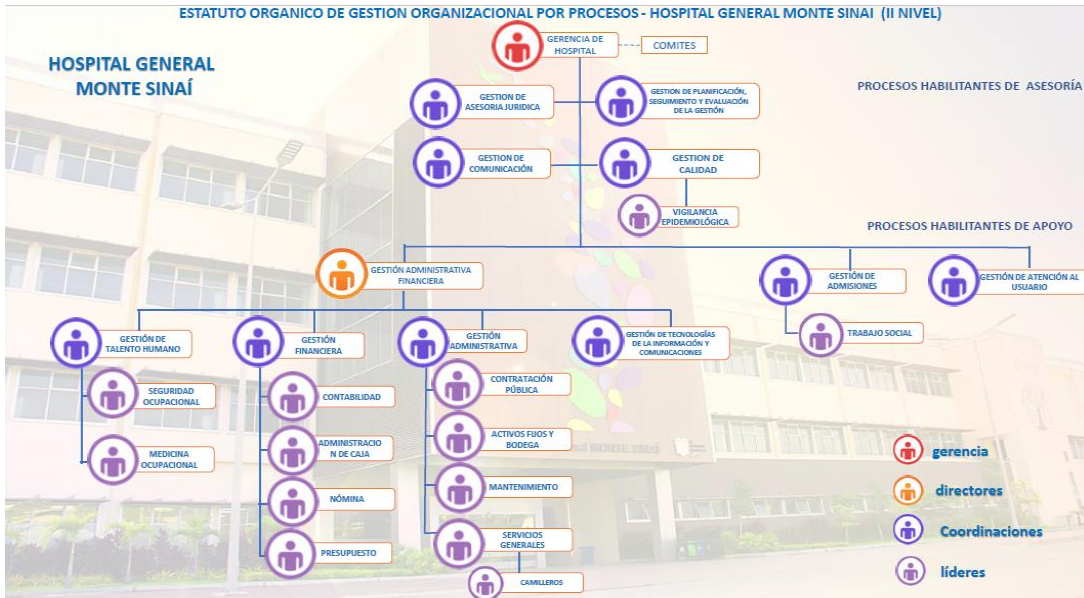 ESTATUTO ORGANICO DE GESTION ORGANIZACIONAL POR PROCESOS - HOSPITAL GENERAL MONTE SINAI (II NIVEL)
HOSPITAL GENERAL
MONTE SINAÍ
GERENCIA DE
HOSPITAL
COMITES
PROCESOS HABILITANTES DE ASESORÍA
GESTION DE
ASESORIA JURIDICA
GESTION DE PLANIFICACIÓN,
SEGUIMIENTO Y EVALUACIÓN
DE LA GESTIÓN
GESTION DE
COMUNICACIÓN
GESTION DE
CALIDAD
VIGILANCIA
EPIDEMIOLÓGICA
PROCESOS HABILITANTES DE APOYO
GESTIÓN ADMINISTRATIVA
FINANCIERA
GESTIÓN DE
ADMISIONES
GESTIÓN DE ATENCIÓN AL
USUARIO
TRABAJO SOCIAL
GESTIÓN DE
TALENTO HUMANO
GESTIÓN
FINANCIERA
GESTIÓN
ADMINISTRATIVA
GESTIÓN DE TECNOLOGÍAS
DE LA INFORMACIÓN Y
COMUNICACIONES
SEGURIDAD
OCUPACIONAL
MEDICINA
OCUPACIONAL
CONTABILIDAD
ADMINISTRACIO
N DE CAJA
NÓMINA
PRESUPUESTO
CONTRATACIÓN
PÚBLICA
ACTIVOS FIJOS Y
BODEGA
MANTENIMIENTO
SERVICIOS
GENERALES
CAMILLEROS
gerencia
directores
Coordinaciones
líderes